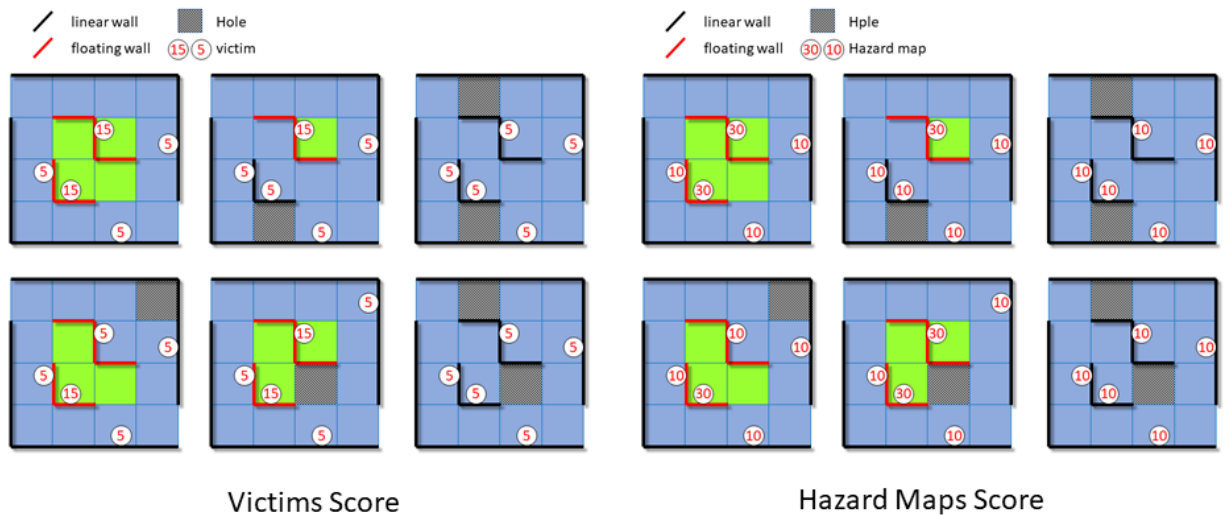 linear wall Hole
floating wall 15 5 victim
15 15 5
5 5 5
5 5 5
15 5 5
5 5 5
5
5 15 5
5 5
5 5 5
15 15 5
5 5 5
Victims Score
linear wall Hple
floating wall 30 10 Hazard map
30 30 10
10 10 10
10 10 10
30 10 10
10 10 10
10
10 30 10
10 10
10 10 10
30 30 10
10 10 10
Hazard Maps Score